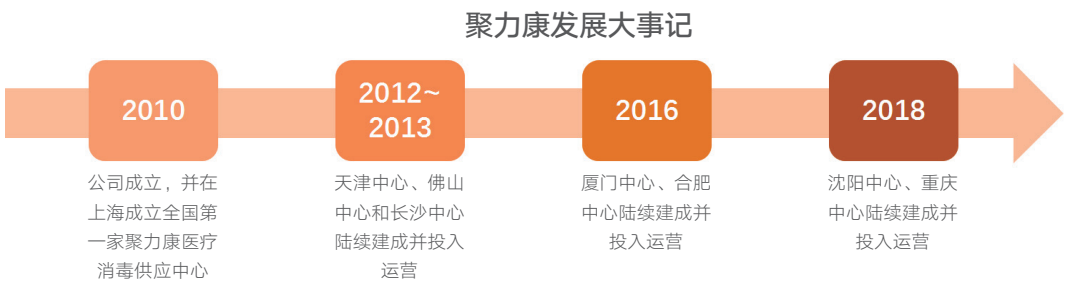 聚力康发展大事记
2010
公司成立，并在
上海成立全国第
一家聚力康医疗
消毒供应中心
2012~
2013
天津中心、佛山
中心和长沙中心
陆续建成并投入
运营
2016
厦门中心、合肥
中心陆续建成并
投入运营
2018
沈阳中心、重庆
中心陆续建成并
投入运营